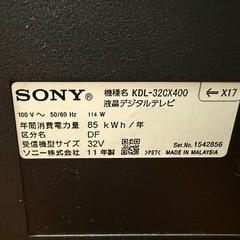 SONY 機種名 KDL-32CX400
液晶デジタルテレビ
100 V ~ 50/60 Hz 114 W
年間消費電力量 85 kWh/年
区分名 DF
受信機型サイズ 32V
ソニー株式会社 11年製 >PET< MADE IN MALAYSIA
Ser.No. 1542856
← X17